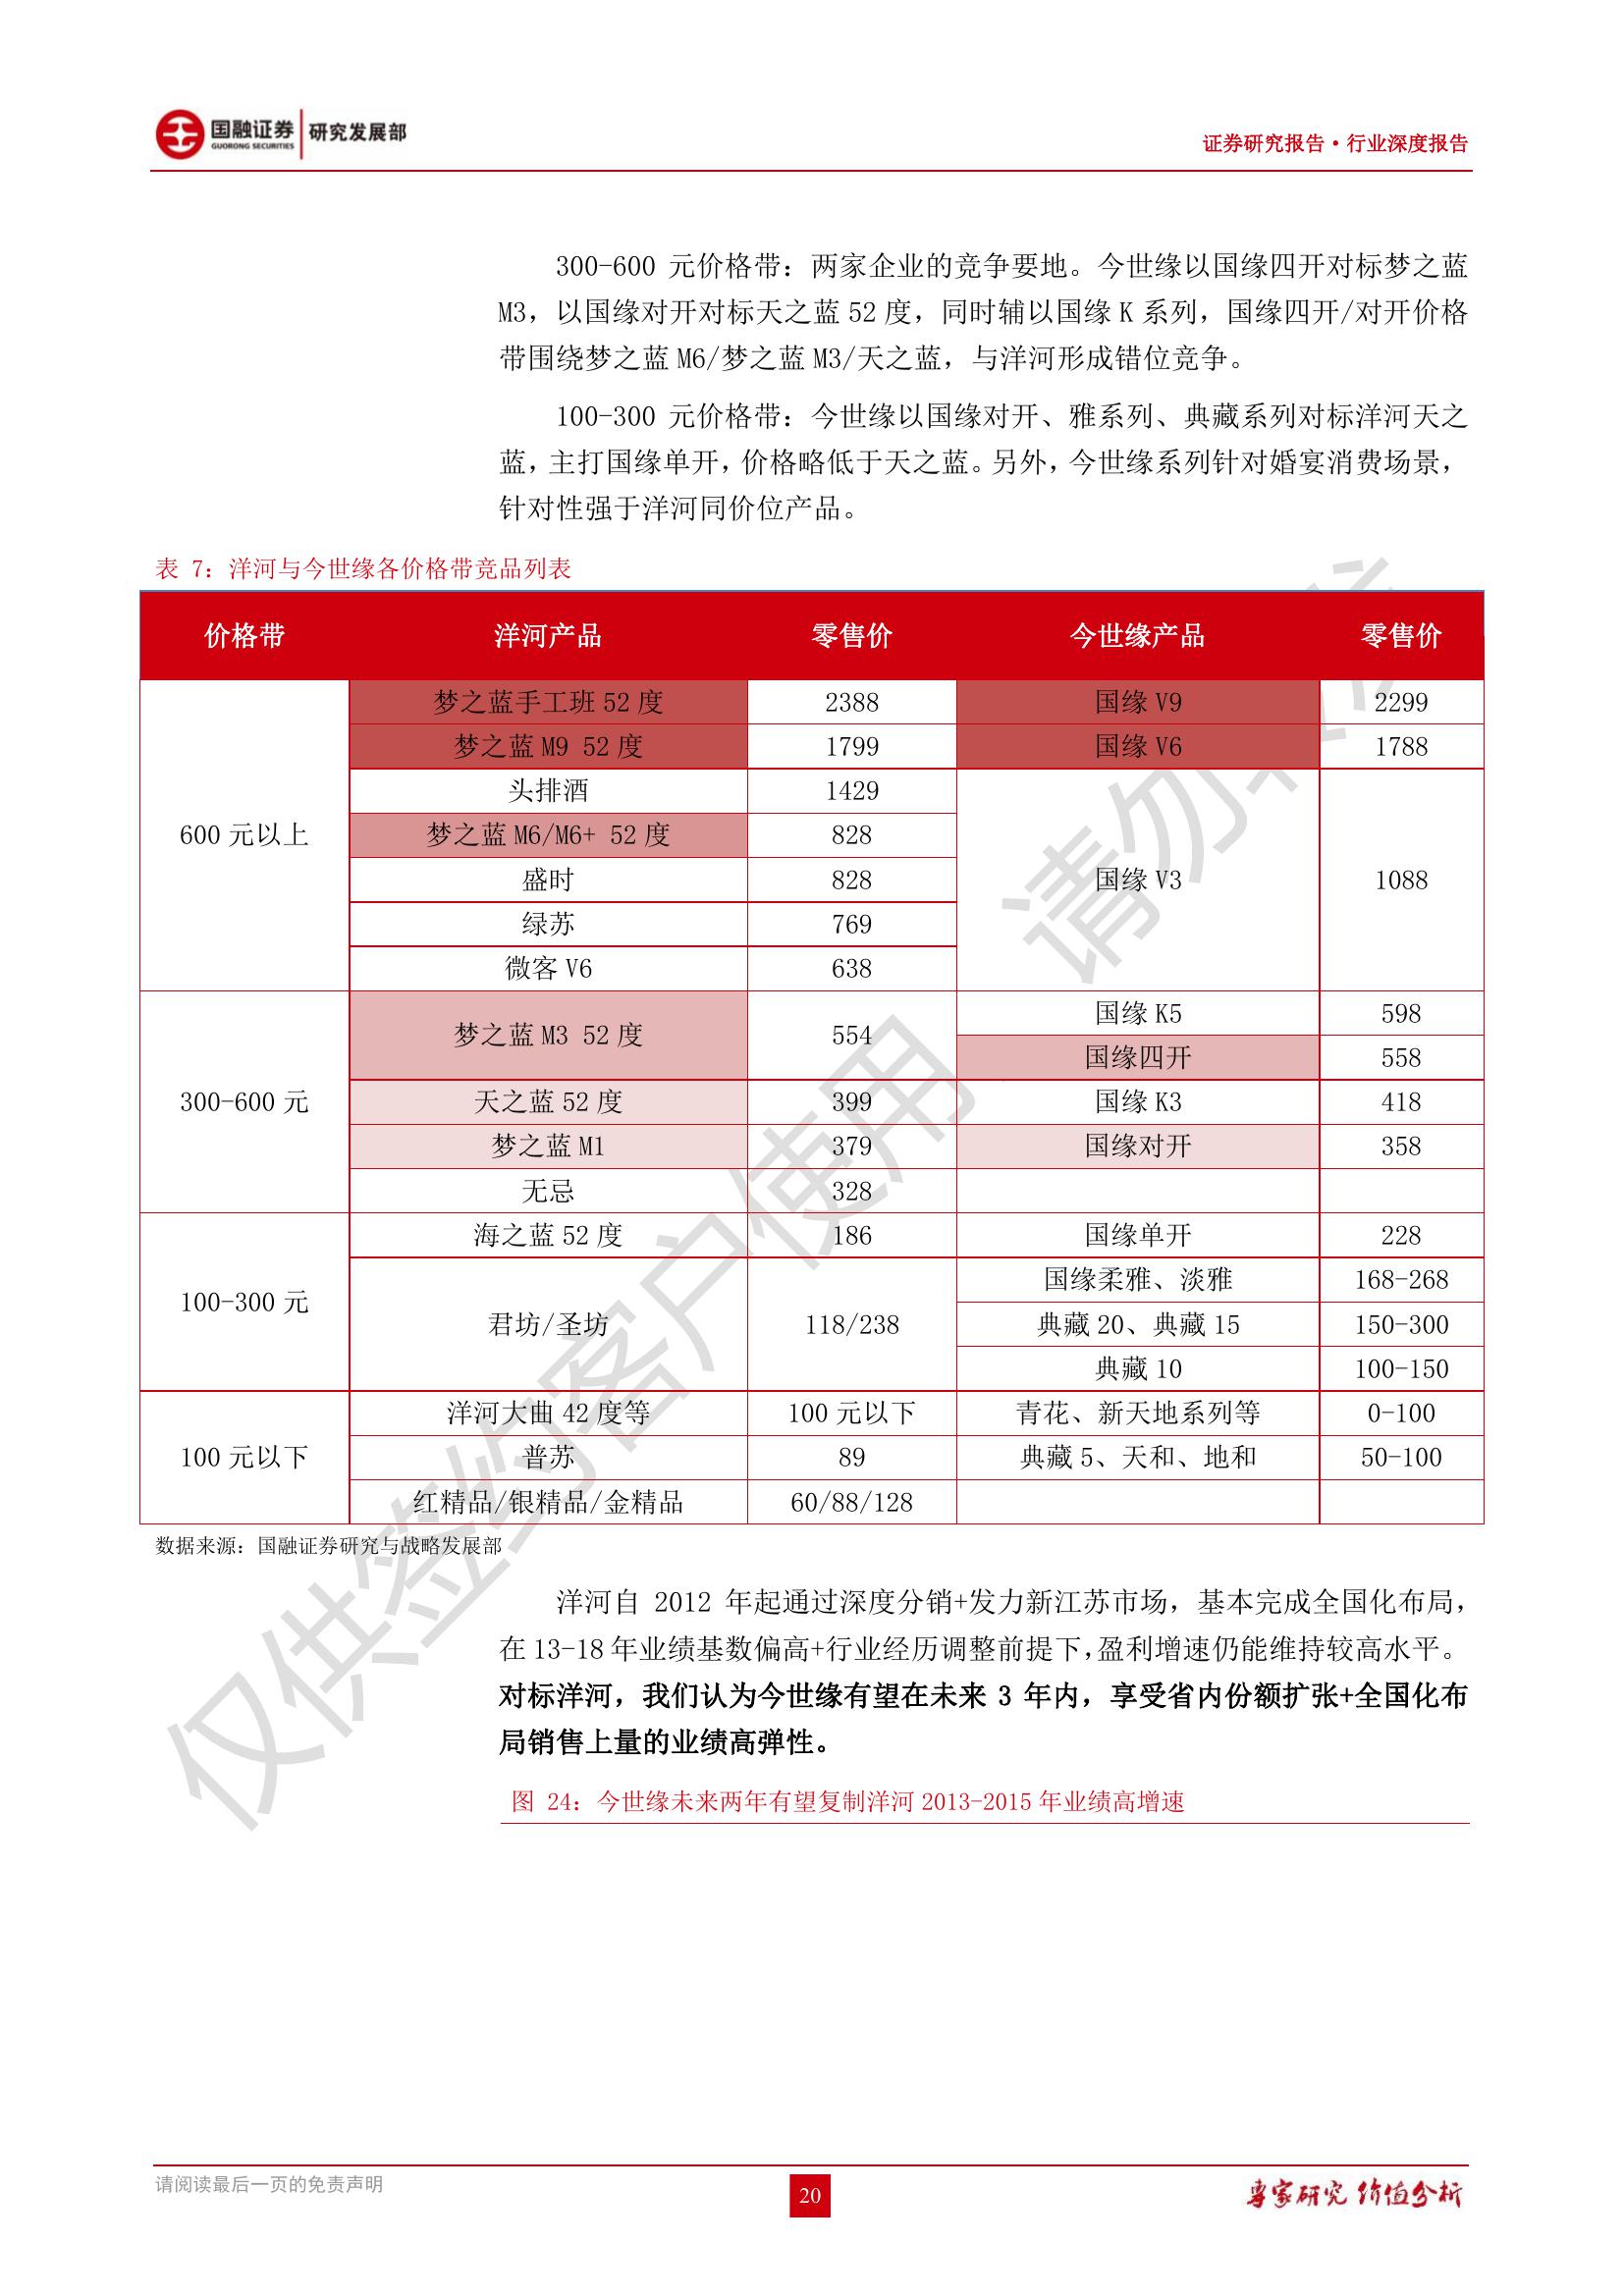 国融证券 研究发展部
GUORONG SECURITIES
证券研究报告·行业深度报告
300-600 元价格带：两家企业的竞争要地。今世缘以国缘四开对标梦之蓝
M3，以国缘对开对标天之蓝 52 度，同时辅以国缘 K 系列，国缘四开/对开价格
带围绕梦之蓝 M6/梦之蓝 M3/天之蓝，与洋河形成错位竞争。
100-300 元价格带：今世缘以国缘对开、雅系列、典藏系列对标洋河天之
蓝，主打国缘单开，价格略低于天之蓝。另外，今世缘系列针对婚宴消费场景，
针对性强于洋河同价位产品。
表 7：洋河与今世缘各价格带竞品列表
价格带 洋河产品 零售价 今世缘产品 零售价
600 元以上
梦之蓝手工班 52 度 2388 国缘 V9 2299
梦之蓝 M9 52 度 1799 国缘 V6 1788
头排酒 1429
梦之蓝 M6/M6+ 52 度 828
盛时 828 国缘 V3 1088
绿苏 769
微客 V6 638
300-600 元
梦之蓝 M3 52 度 554
国缘 K5 598
国缘四开 558
天之蓝 52 度 399 国缘 K3 418
梦之蓝 M1 379 国缘对开 358
无忌 328
100-300 元
海之蓝 52 度 186 国缘单开 228
君坊/圣坊 118/238
国缘柔雅、淡雅 168-268
典藏 20、典藏 15 150-300
典藏 10 100-150
100 元以下
洋河大曲 42 度等 100 元以下 青花、新天地系列等 0-100
普苏 89 典藏 5、天和、地和 50-100
红精品/银精品/金精品 60/88/128
数据来源：国融证券研究与战略发展部
洋河自 2012 年起通过深度分销+发力新江苏市场，基本完成全国化布局，
在 13-18 年业绩基数偏高+行业经历调整前提下，盈利增速仍能维持较高水平。
对标洋河，我们认为今世缘有望在未来 3 年内，享受省内份额扩张+全国化布
局销售上量的业绩高弹性。
图 24：今世缘未来两年有望复制洋河 2013-2015 年业绩高增速
请阅读最后一页的免责声明
20
专家研究 价值分析
仅供签约客户使用 请勿